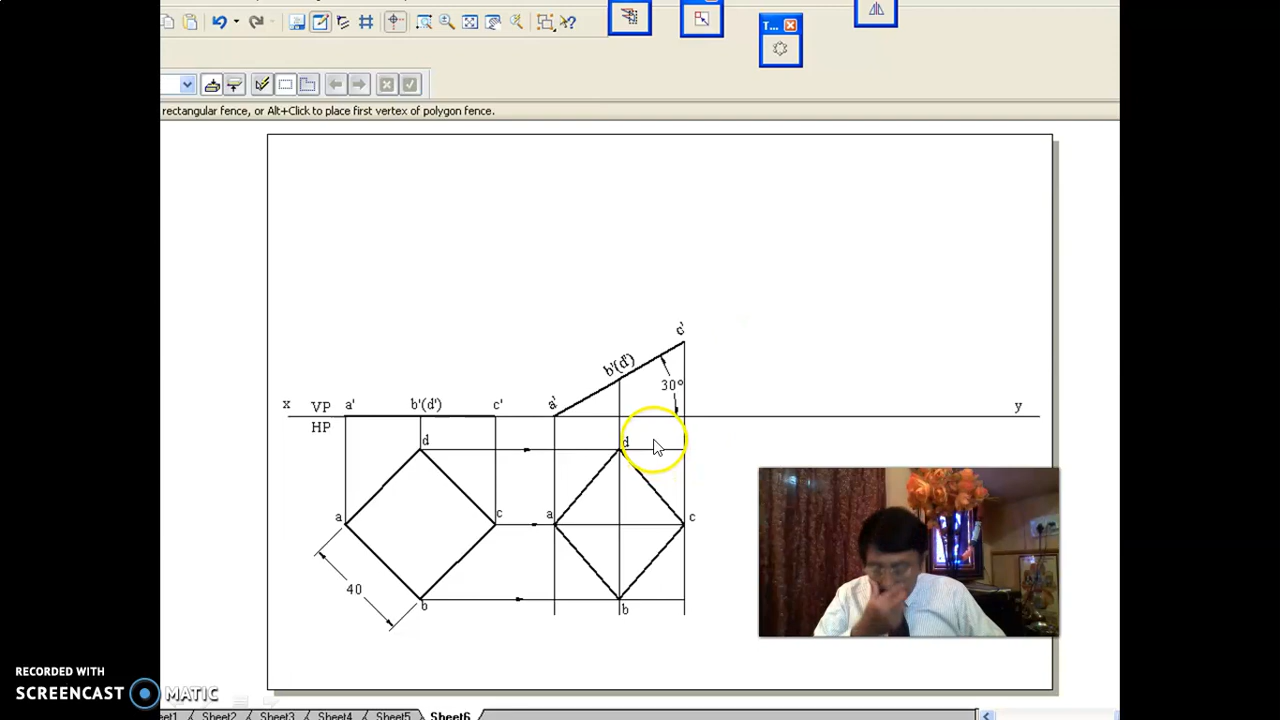 T...
rectangular fence, or Alt+Click to place first vertex of polygon fence.
c'
b'(d')
30°
x VP a' b'(d') c' a' y
HP
d d
a c a c
40
b b
RECORDED WITH
SCREENCAST MATIC
Sheet2 Sheet3 Sheet4 Sheet5 Sheet6